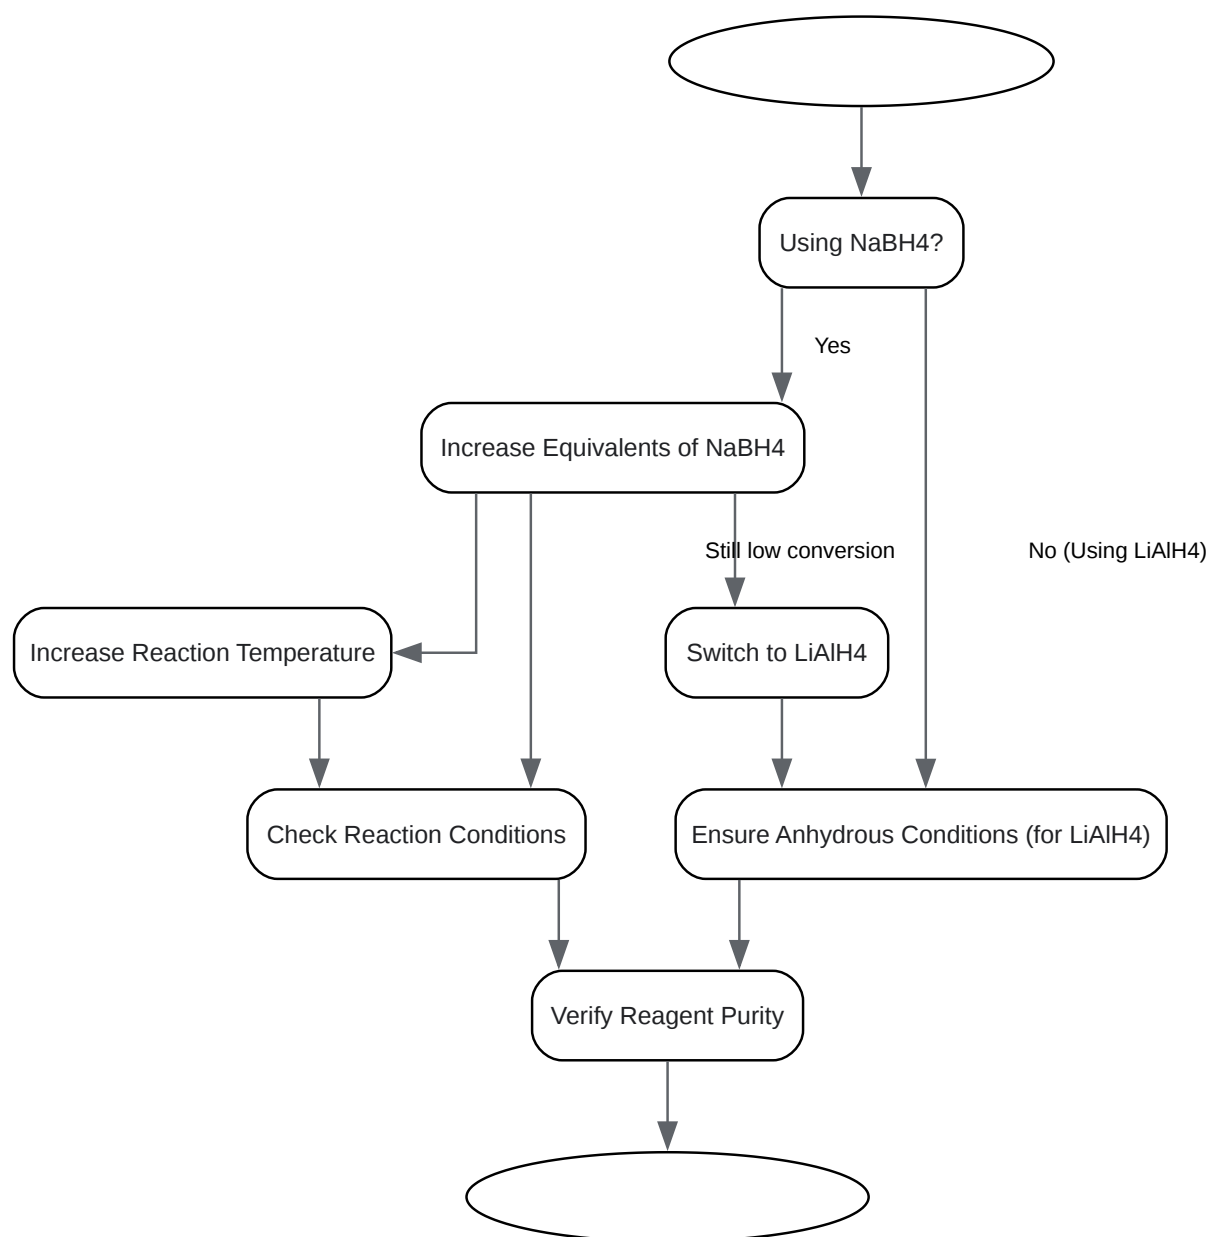 Using NaBH4?
Yes
Increase Equivalents of NaBH4
Still low conversion
No (Using LiAlH4)
Increase Reaction Temperature
Switch to LiAlH4
Check Reaction Conditions
Ensure Anhydrous Conditions (for LiAlH4)
Verify Reagent Purity